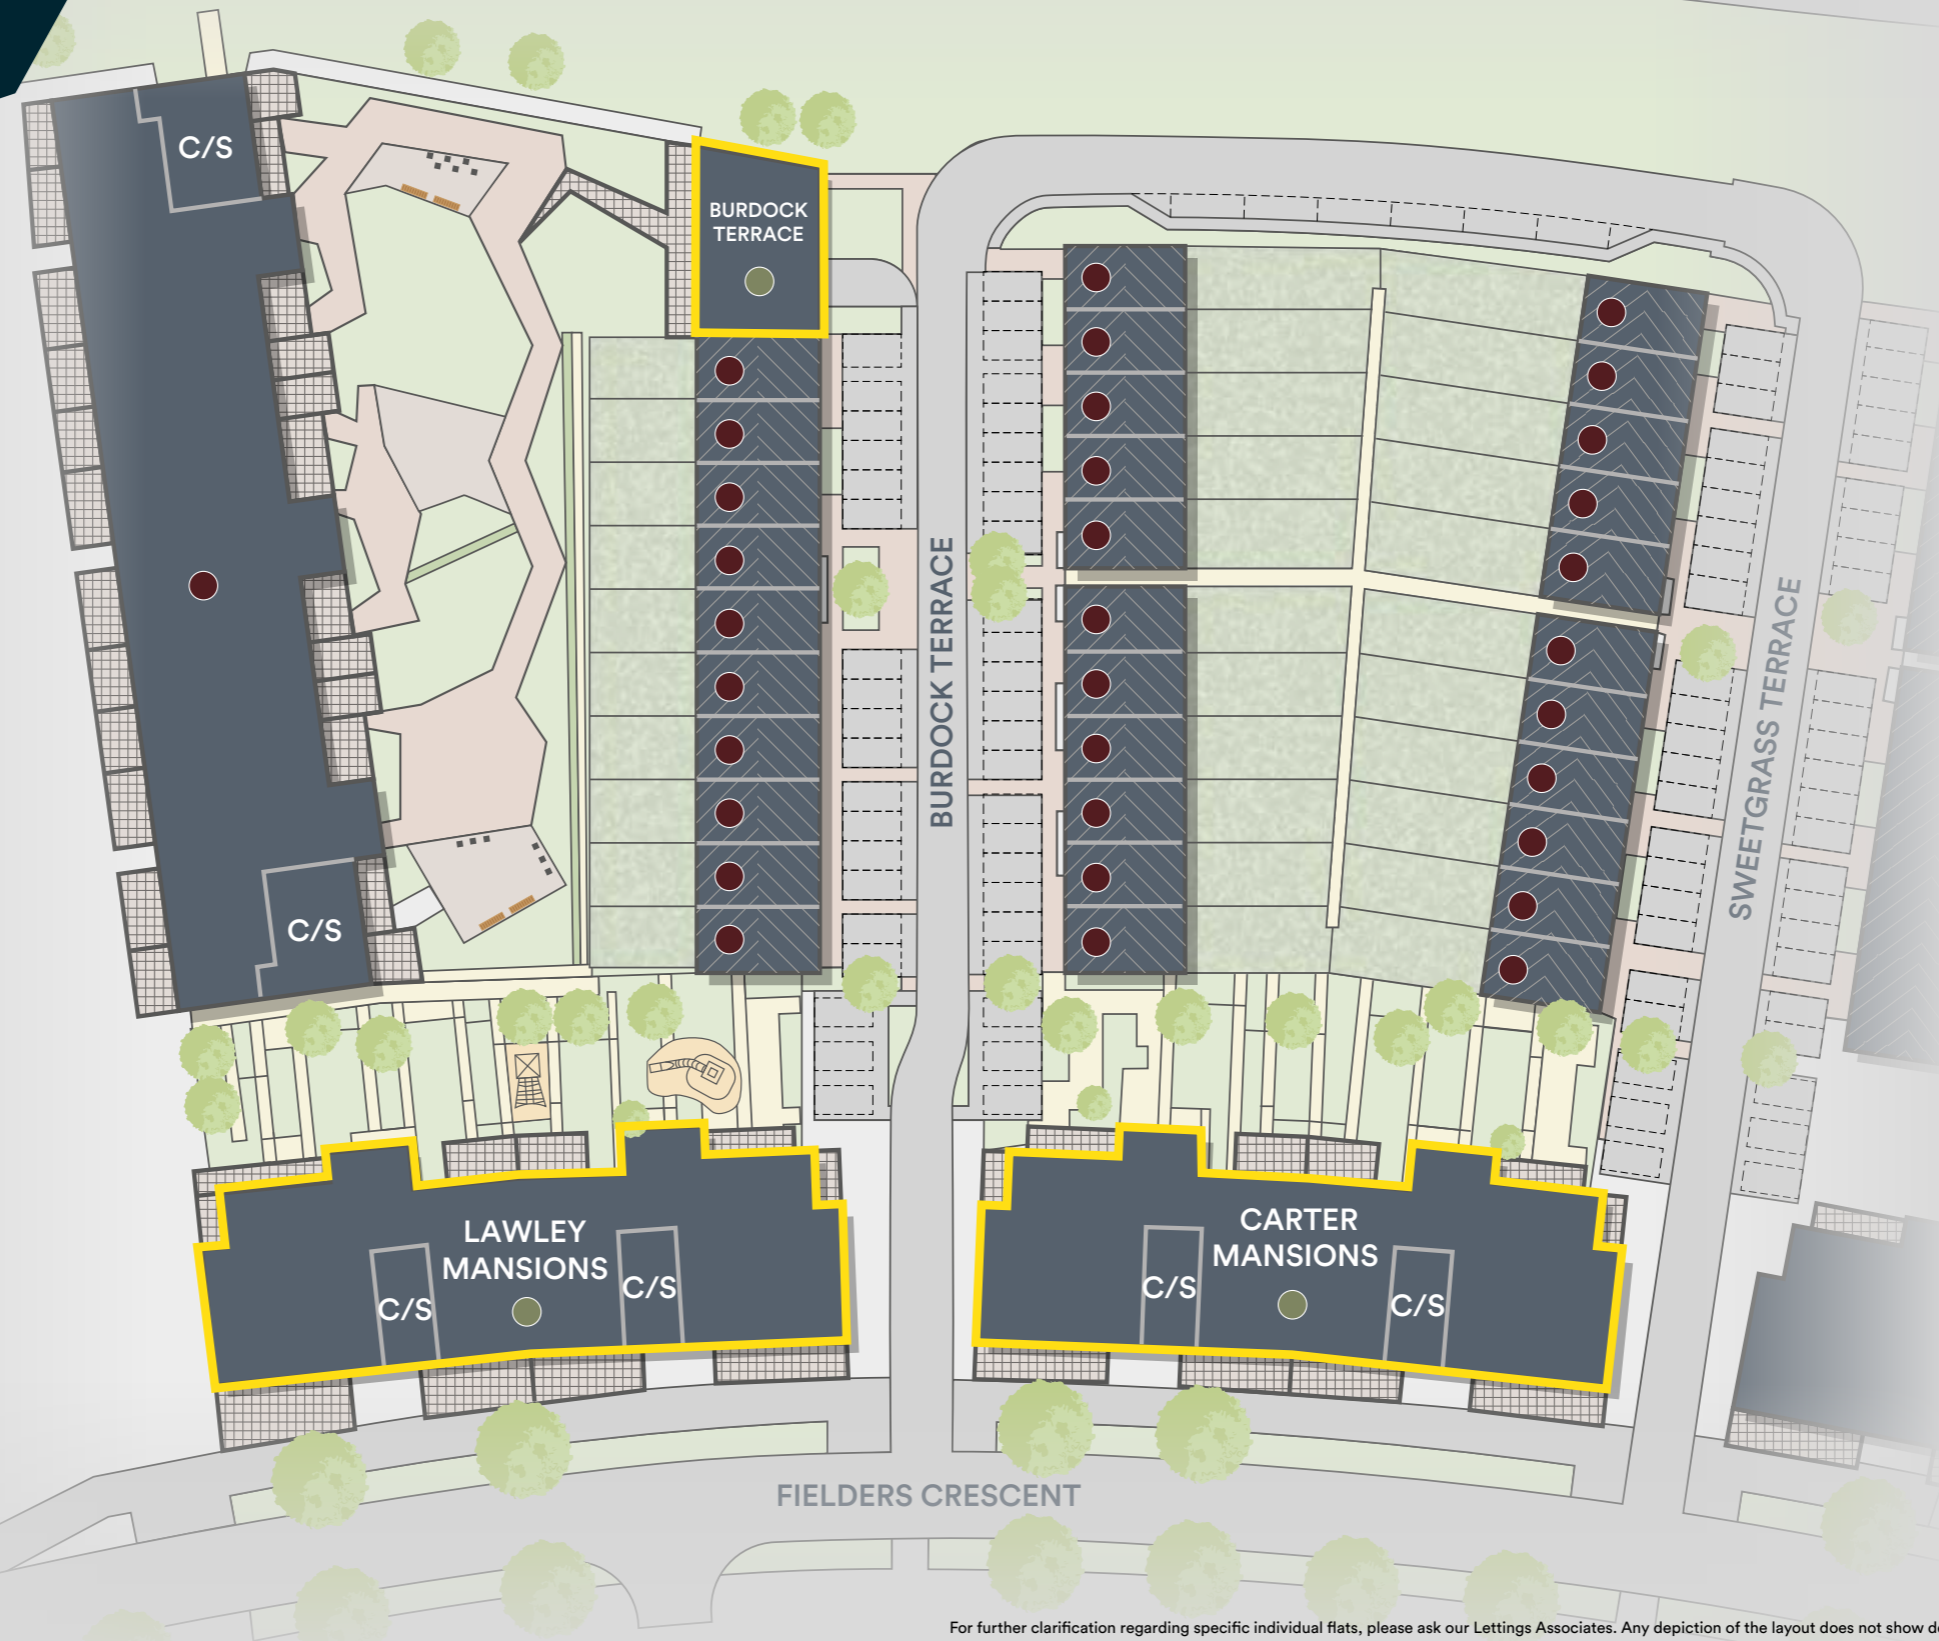 C/S
BURDOCK
TERRACE
BURDOCK TERRACE
SWEETGRASS TERRACE
C/S
LAWLEY
MANSIONS
C/S
C/S
CARTER
MANSIONS
C/S
C/S
FIELDERS CRESCENT
For further clarification regarding specific individual flats, please ask our Lettings Associates. Any depiction of the layout does not show